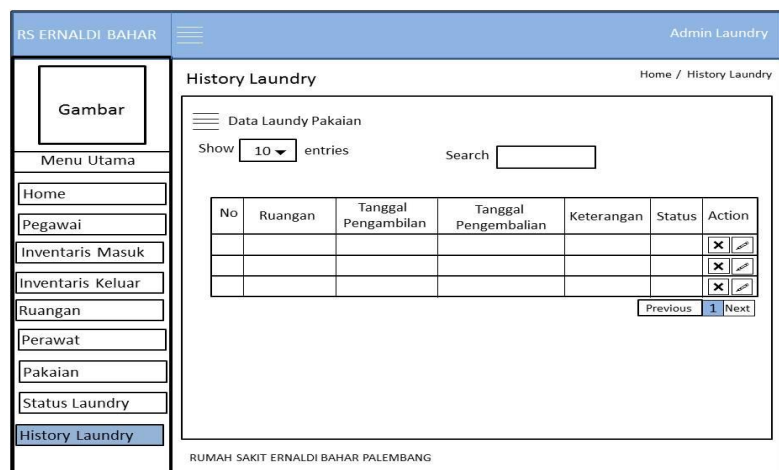 RS ERNALDI BAHAR
Admin Laundry
Gambar
Menu Utama
Home
Pegawai
Inventaris Masuk
Inventaris Keluar
Ruangan
Perawat
Pakaian
Status Laundry
History Laundry
History Laundry
Home / History Laundry
Data Laundy Pakaian
Show 10 entries
Search
No Ruangan Tanggal Pengambilan Tanggal Pengembalian Keterangan Status Action
Previous 1 Next
RUMAH SAKIT ERNALDI BAHAR PALEMBANG